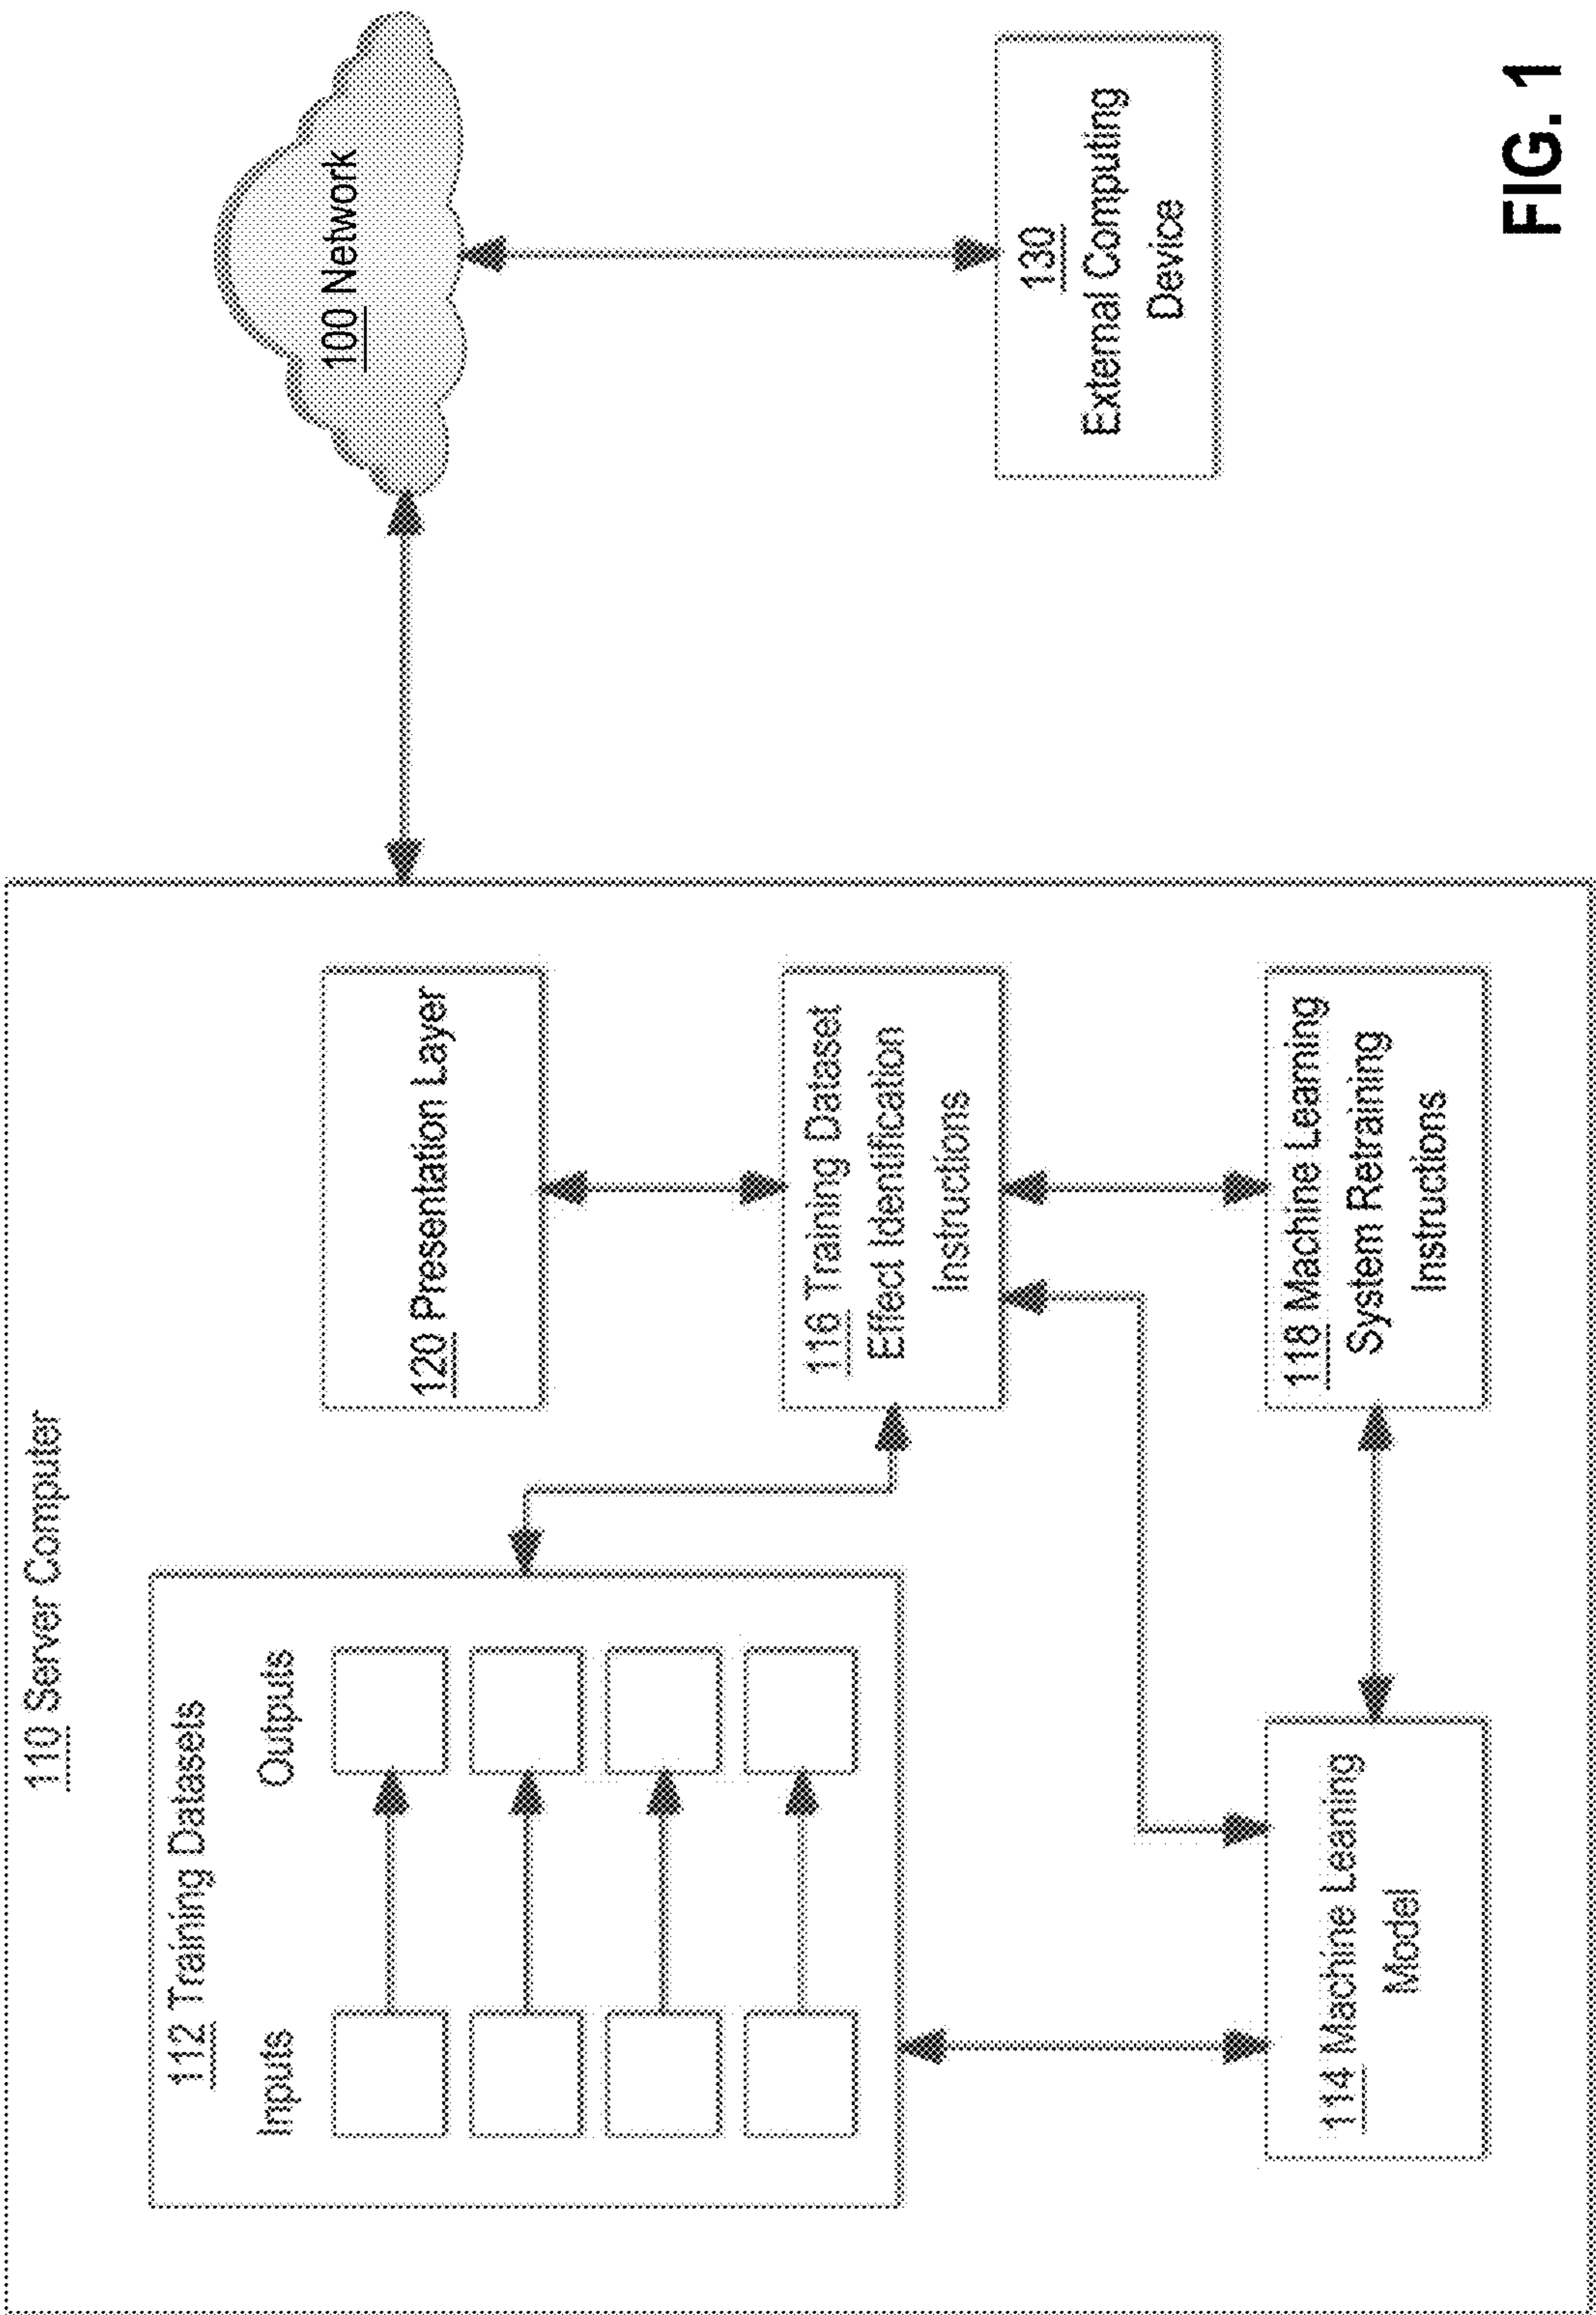 110 Server Computer
112 Training Datasets
Inputs
Outputs
120 Presentation Layer
116 Training Dataset
Effect Identification
Instructions
114 Machine Leaning
Model
118 Machine Learning
System Retraining
Instructions
100 Network
130
External Computing
Device
FIG. 1